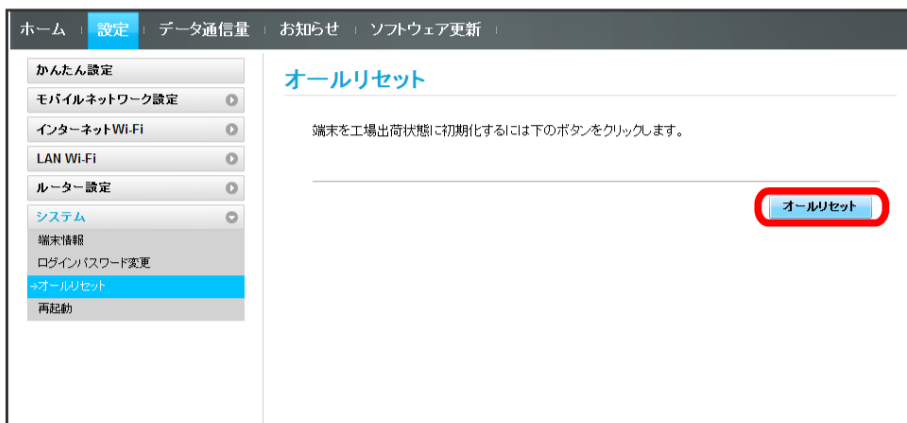 ホーム 設定 データ通信量 お知らせ ソフトウェア更新
かんたん設定
モバイルネットワーク設定
インターネットWi-Fi
LAN Wi-Fi
ルーター設定
システム
端末情報
ログインパスワード変更
→オールリセット
再起動
オールリセット
端末を工場出荷状態に初期化するには下のボタンをクリックします。
オールリセット